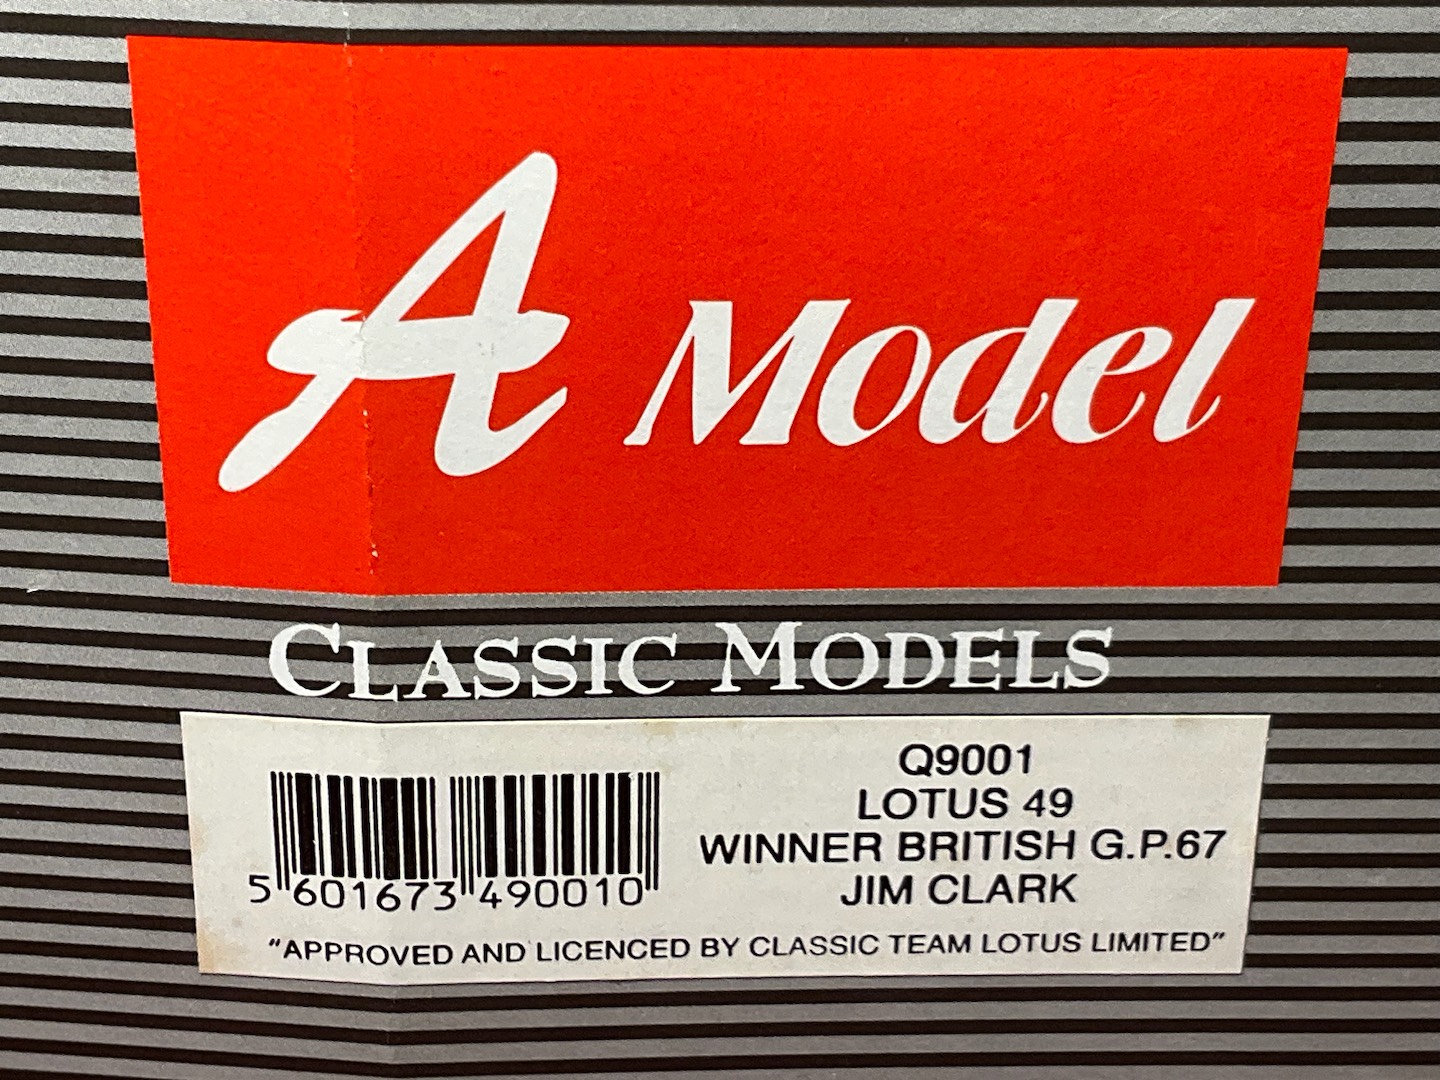 A Model
CLASSIC MODELS
Q9001
LOTUS 49
WINNER BRITISH G.P.67
JIM CLARK
5 601673 490010
"APPROVED AND LICENCED BY CLASSIC TEAM LOTUS LIMITED"